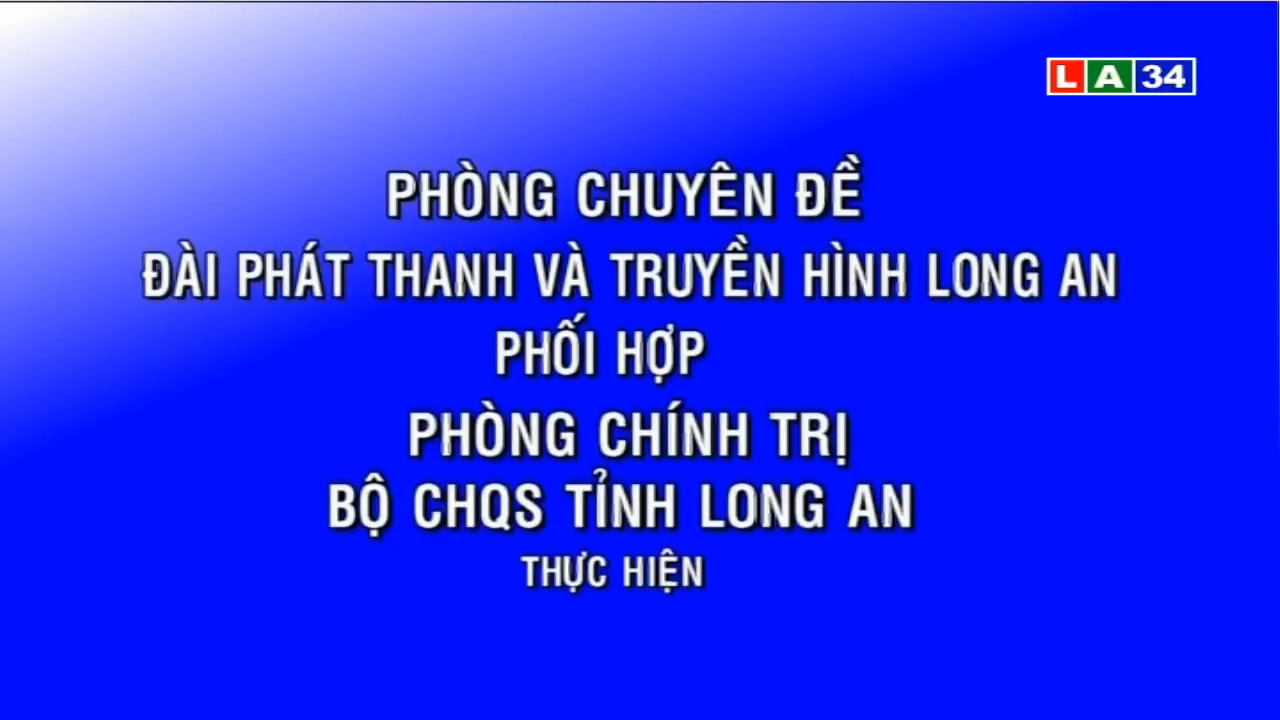 LA34
PHÒNG CHUYÊN ĐỀ
ĐÀI PHÁT THANH VÀ TRUYỀN HÌNH LONG AN
PHỐI HỢP
PHÒNG CHÍNH TRỊ
BỘ CHQS TỈNH LONG AN
THỰC HIỆN